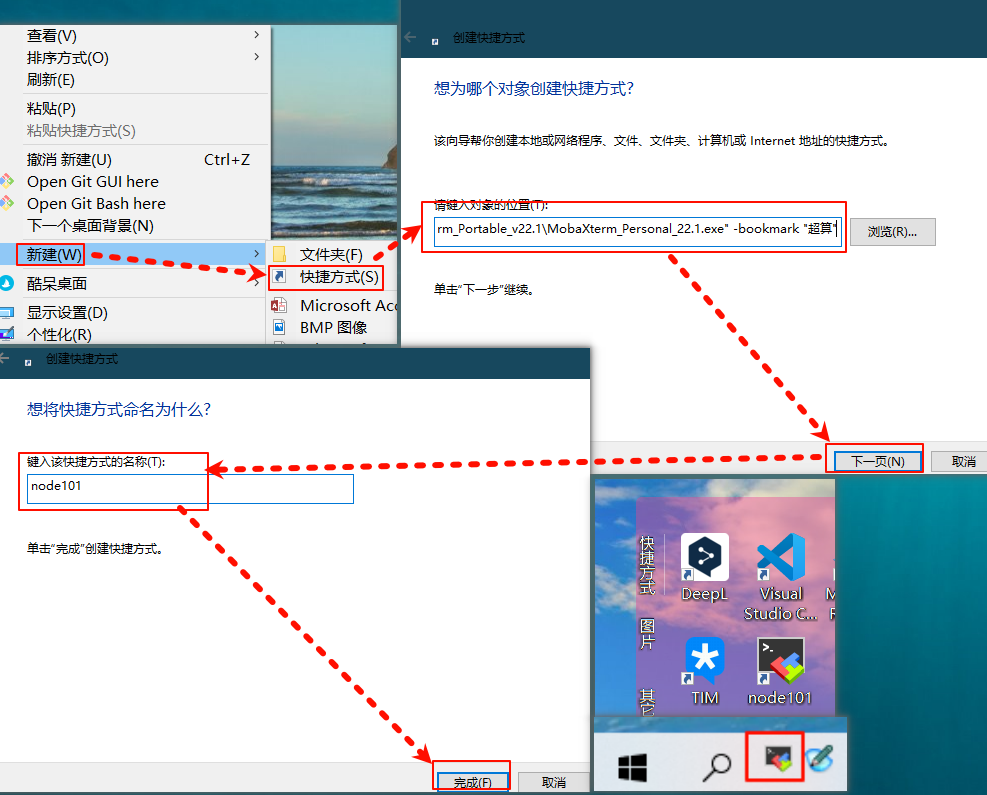 查看(V)
排序方式(O)
刷新(E)
粘贴(P)
粘贴快捷方式(S)
撤消 新建(U) Ctrl+Z
Open Git GUI here
Open Git Bash here
下一个桌面背景(N)
新建(W)
酷呆桌面
显示设置(D)
个性化(R)
文件夹(F)
快捷方式(S)
Microsoft Acc
BMP 图像
创建快捷方式
想为哪个对象创建快捷方式?
该向导帮你创建本地或网络程序、文件、文件夹、计算机或 Internet 地址的快捷方式。
请键入对象的位置(T):
rm_Portable_v22.1\MobaXterm_Personal_22.1.exe" -bookmark "超算"
浏览(R)...
单击“下一步”继续。
下一页(N)
取消
创建快捷方式
想将快捷方式命名为什么?
键入该快捷方式的名称(T):
node101
单击“完成”创建快捷方式。
完成(F)
取消
快捷方式
图片
其它
DeepL
Visual
Studio C...
TIM
node101